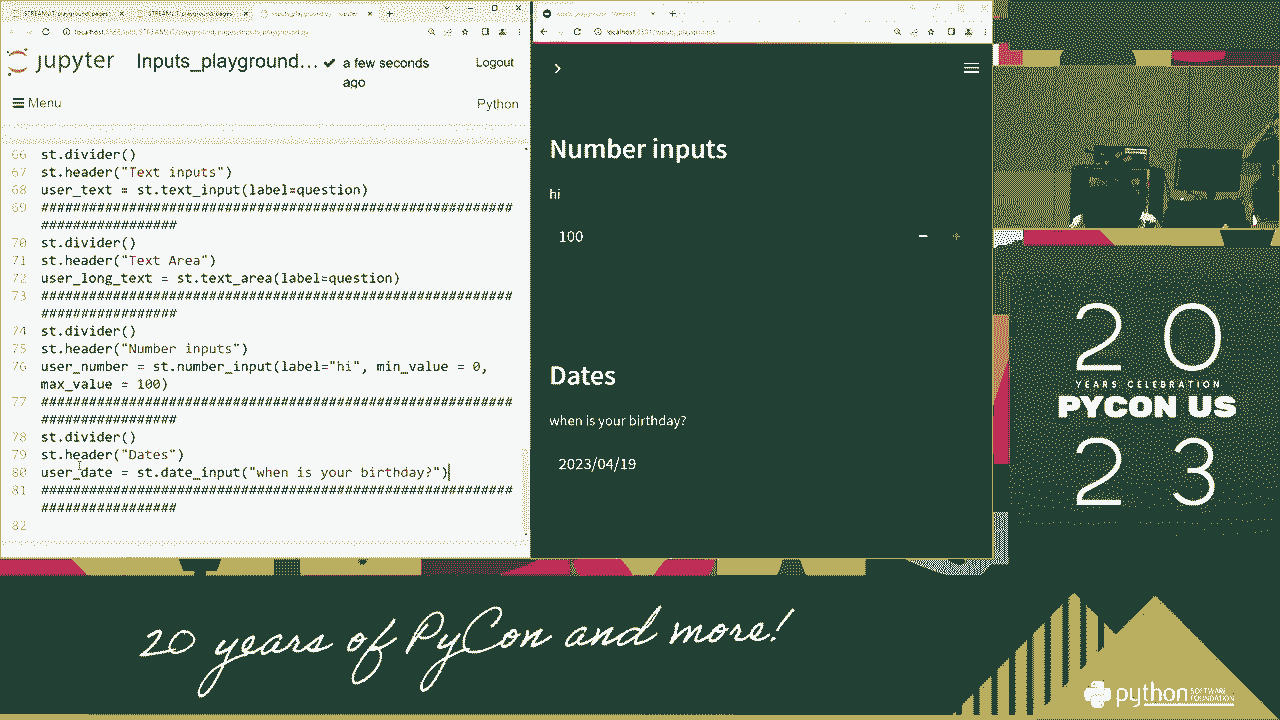 jupyter
Inputs_playground...
a few seconds
ago
Logout
Menu
Python
66 st.divider()
67 st.header("Text inputs")
68 user_text = st.text_input(label=question)
69 ############################################################
#################
70 st.divider()
71 st.header("Text Area")
72 user_long_text = st.text_area(label=question)
73 ############################################################
#################
74 st.divider()
75 st.header("Number inputs")
76 user_number = st.number_input(label="hi", min_value = 0,
max_value = 100)
77 ############################################################
#################
78 st.divider()
79 st.header("Dates")
80 user_date = st.date_input("when is your birthday?")
81 ############################################################
#################
82
Number inputs
hi
100
Dates
when is your birthday?
2023/04/19
20
YEARS CELEBRATION
PYCON US
23
20 years of PyCon and more!
python
SOFTWARE
FOUNDATION